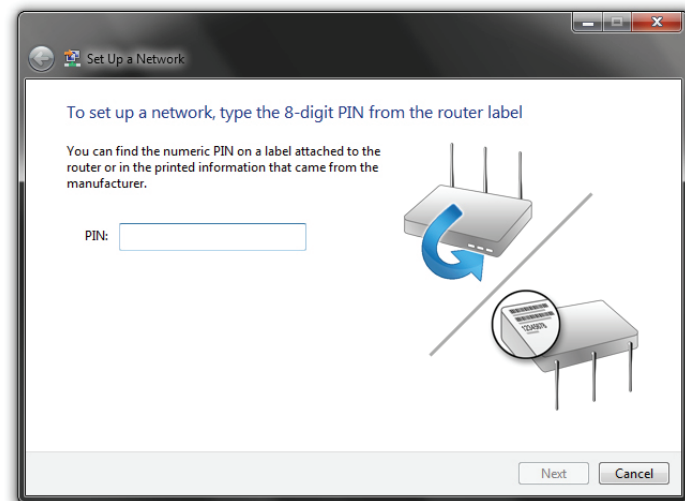 Set Up a Network
To set up a network, type the 8-digit PIN from the router label
You can find the numeric PIN on a label attached to the
router or in the printed information that came from the
manufacturer.
PIN:
12345678
Next
Cancel